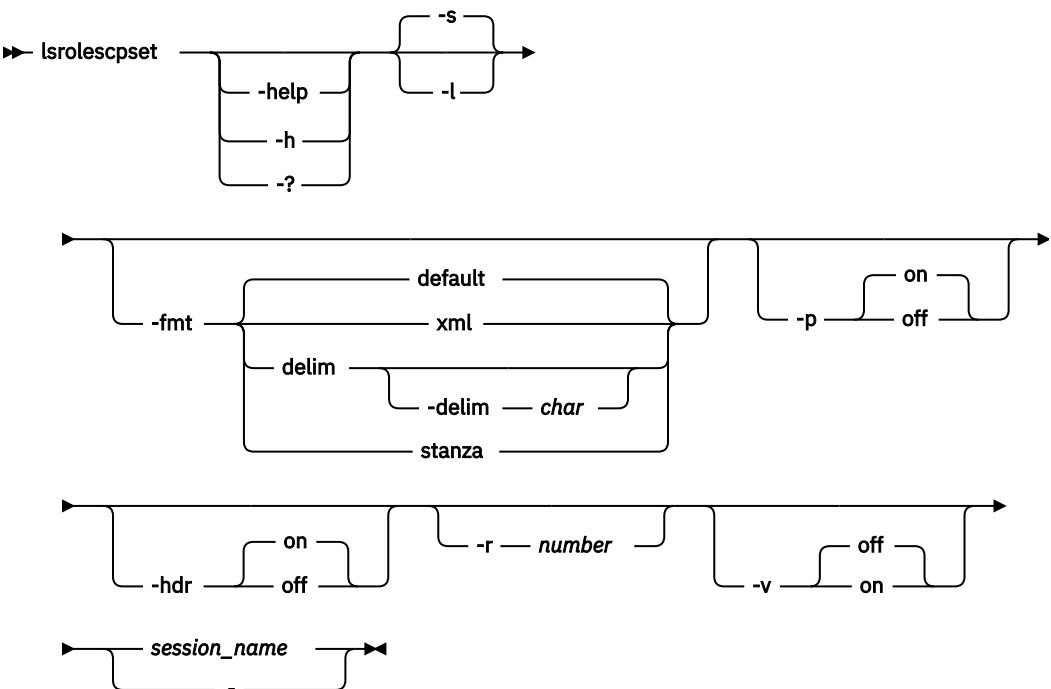 -s
lsrolescpset
-help
-l
-h
-?
default
on
-fmt
xml
-p
off
delim
-delim char
stanza
on
-r number
off
-hdr
off
-v
on
session_name